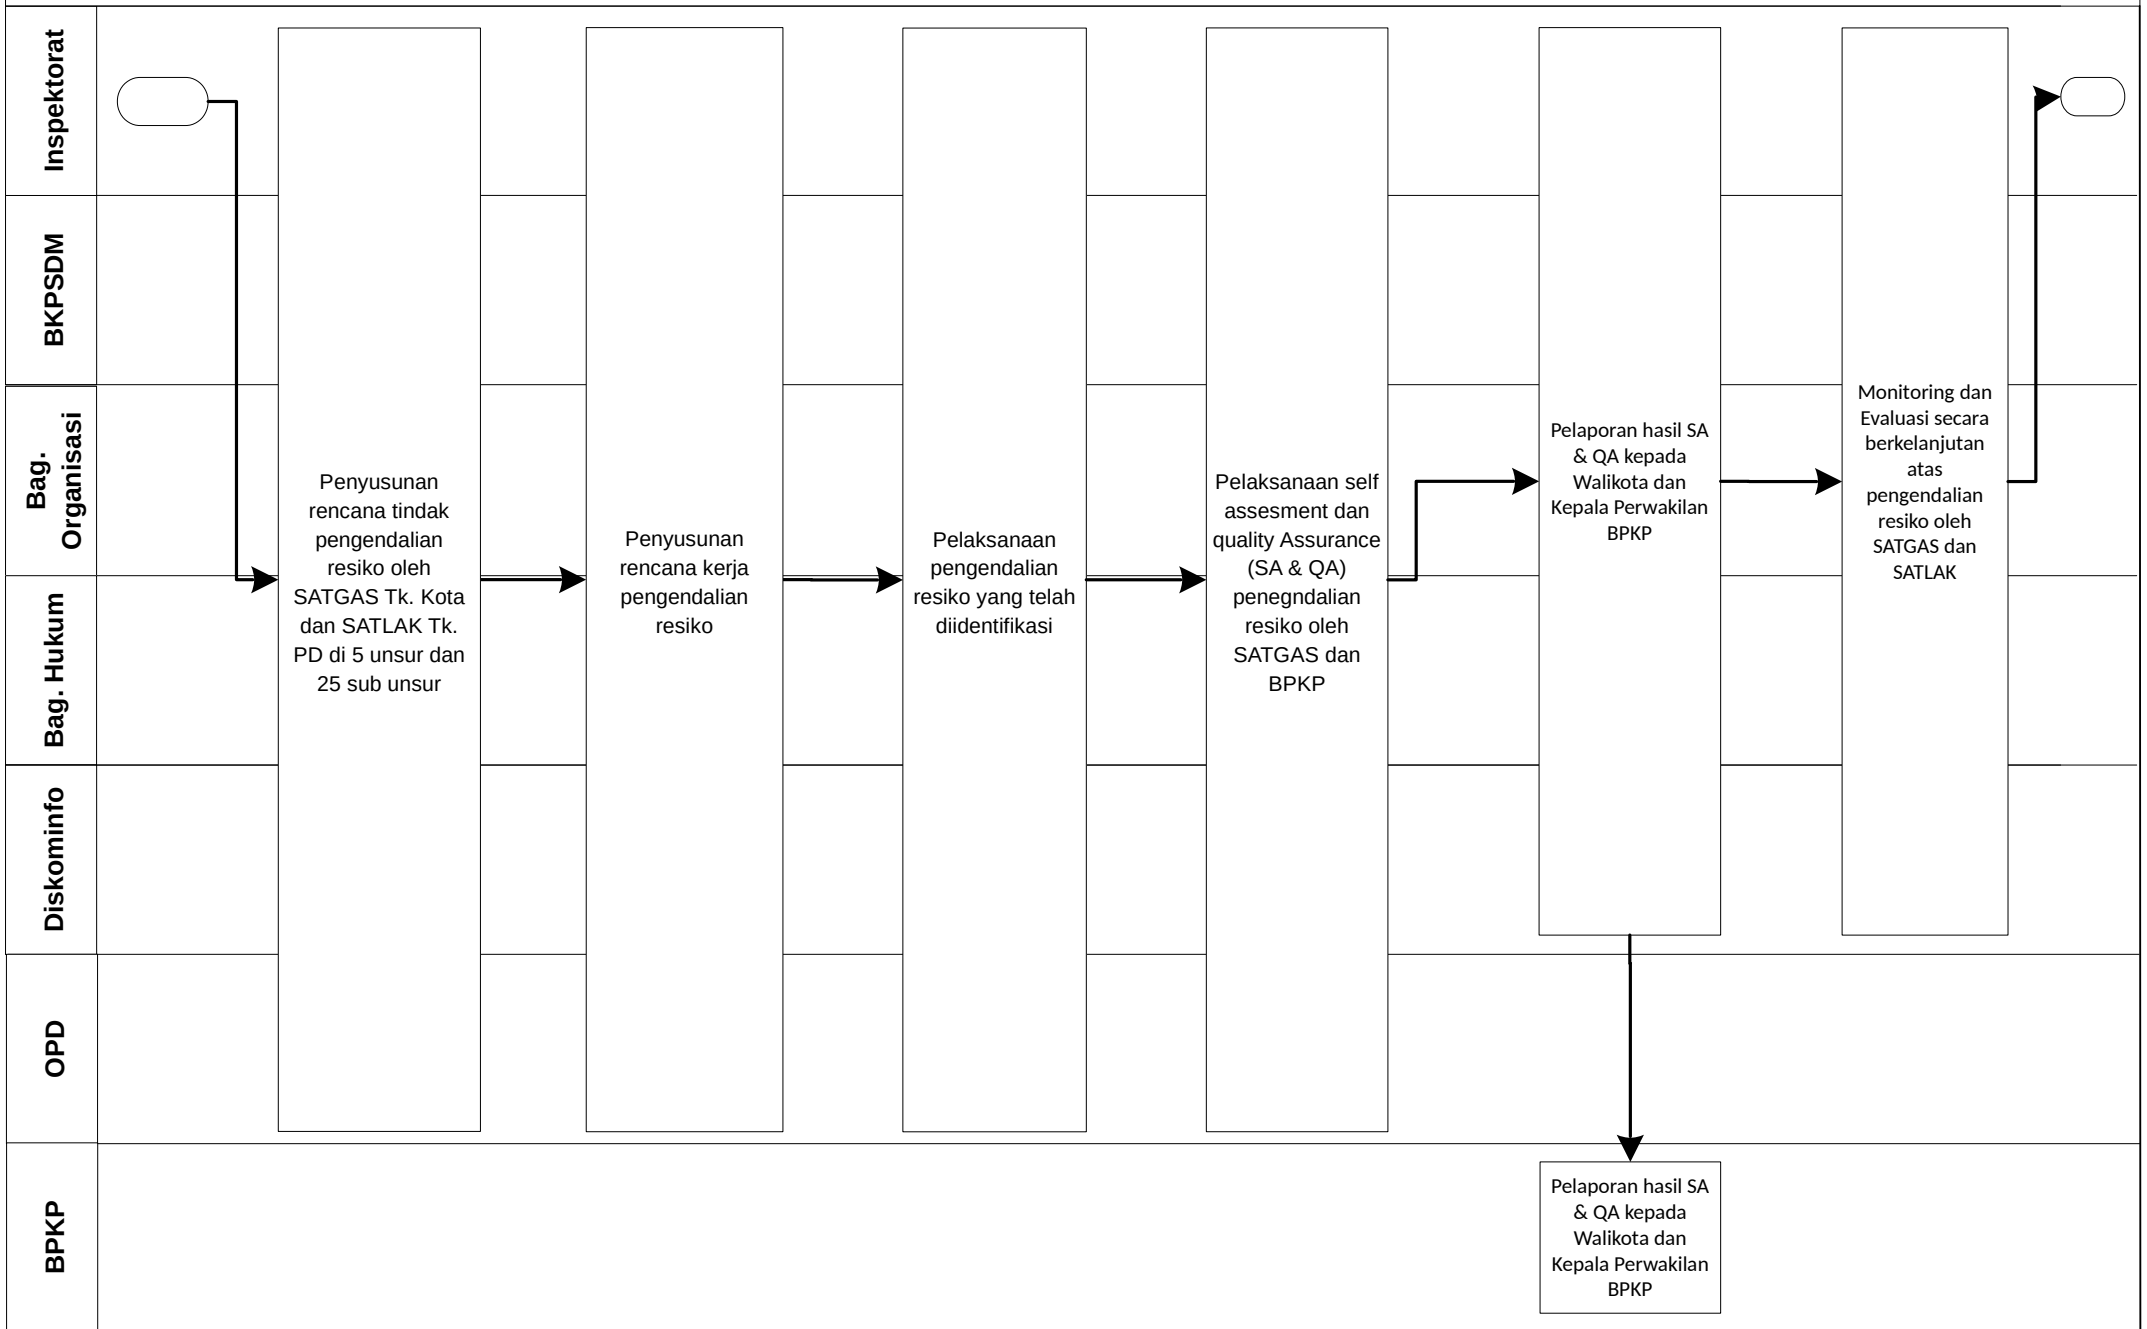 Inspektorat
BKPSDM
Bag.
Organisasi
Bag. Hukum
Diskominfo
OPD
BPKP
Penyusunan
rencana tindak
pengendalian
resiko oleh
SATGAS Tk. Kota
dan SATLAK Tk.
PD di 5 unsur dan
25 sub unsur
Penyusunan
rencana kerja
pengendalian
resiko
Pelaksanaan
pengendalian
resiko yang telah
diidentifikasi
Pelaksanaan self
assesment dan
quality Assurance
(SA & QA)
penegndalian
resiko oleh
SATGAS dan
BPKP
Pelaporan hasil SA
& QA kepada
Walikota dan
Kepala Perwakilan
BPKP
Monitoring dan
Evaluasi secara
berkelanjutan
atas
pengendalian
resiko oleh
SATGAS dan
SATLAK
Pelaporan hasil SA
& QA kepada
Walikota dan
Kepala Perwakilan
BPKP